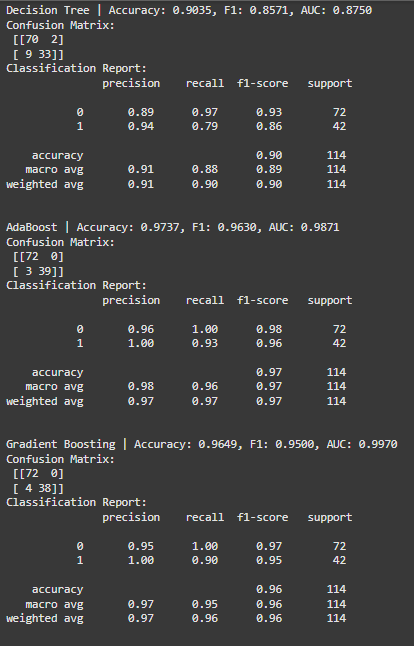 Decision Tree | Accuracy: 0.9035, F1: 0.8571, AUC: 0.8750
Confusion Matrix:
[[70  2]
[ 9 33]]
Classification Report:
precision    recall  f1-score   support
0       0.89      0.97      0.93        72
1       0.94      0.79      0.86        42
accuracy                           0.90       114
macro avg       0.91      0.88      0.89       114
weighted avg       0.91      0.90      0.90       114
AdaBoost | Accuracy: 0.9737, F1: 0.9630, AUC: 0.9871
Confusion Matrix:
[[72  0]
[ 3 39]]
Classification Report:
precision    recall  f1-score   support
0       0.96      1.00      0.98        72
1       1.00      0.93      0.96        42
accuracy                           0.97       114
macro avg       0.98      0.96      0.97       114
weighted avg       0.97      0.97      0.97       114
Gradient Boosting | Accuracy: 0.9649, F1: 0.9500, AUC: 0.9970
Confusion Matrix:
[[72  0]
[ 4 38]]
Classification Report:
precision    recall  f1-score   support
0       0.95      1.00      0.97        72
1       1.00      0.90      0.95        42
accuracy                           0.96       114
macro avg       0.97      0.95      0.96       114
weighted avg       0.97      0.96      0.96       114